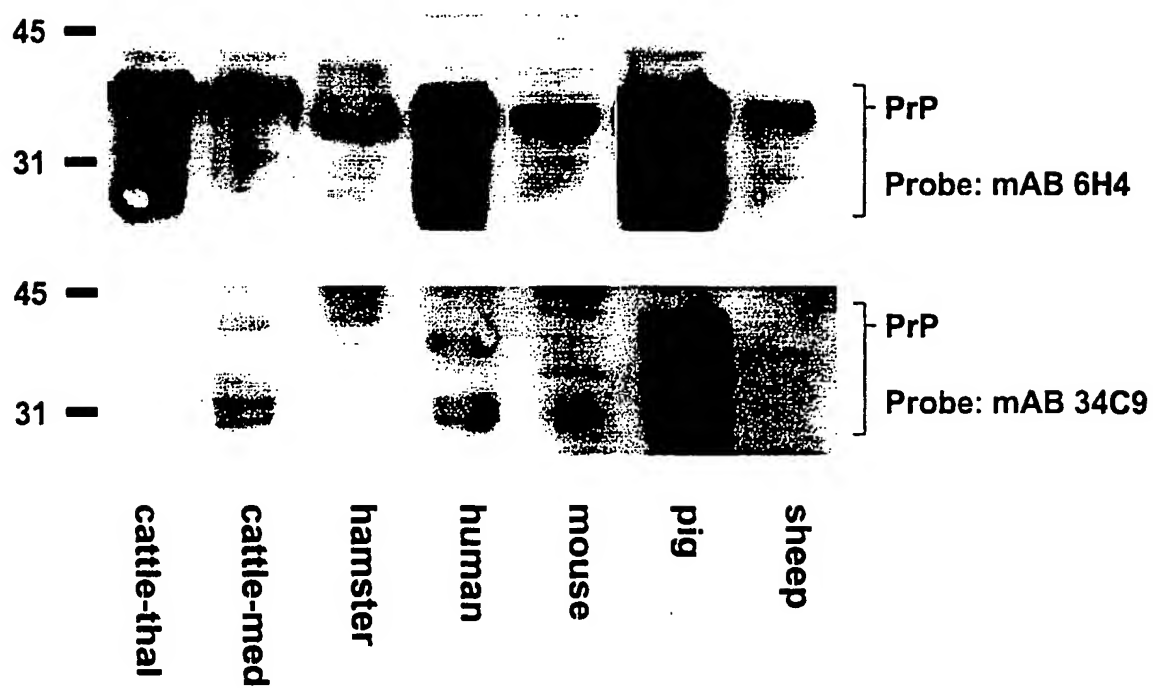 45
PrP
31
Probe: mAB 6H4
45
PrP
31
Probe: mAB 34C9
cattle-thal
cattle-med
hamster
human
mouse
pig
sheep